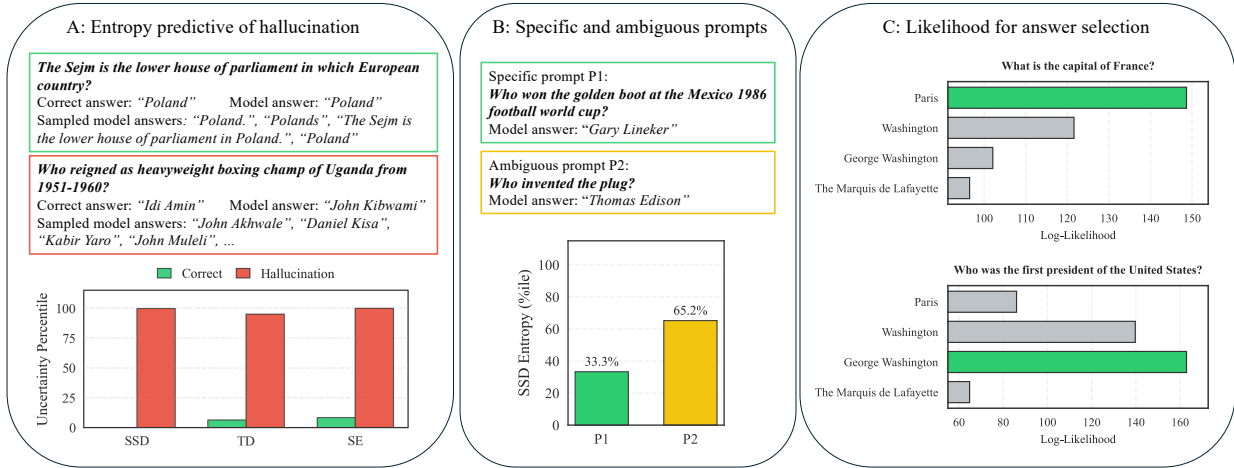 A: Entropy predictive of hallucination
The Sejm is the lower house of parliament in which European
country?
Correct answer: “Poland” Model answer: “Poland”
Sampled model answers: “Poland.”, “Polands”, “The Sejm is
the lower house of parliament in Poland.”, “Poland”
Who reigned as heavyweight boxing champ of Uganda from
1951-1960?
Correct answer: “Idi Amin” Model answer: “John Kibwami”
Sampled model answers: “John Akhwale”, “Daniel Kisa”,
“Kabir Yaro”, “John Muleli”, ...
Correct Hallucination
Uncertainty Percentile
100
75
50
25
0
SSD TD SE
B: Specific and ambiguous prompts
Specific prompt P1:
Who won the golden boot at the Mexico 1986
football world cup?
Model answer: “Gary Lineker”
Ambiguous prompt P2:
Who invented the plug?
Model answer: “Thomas Edison”
SSD Entropy (%ile)
100
80
60
40
20
0
33.3%
65.2%
P1 P2
C: Likelihood for answer selection
What is the capital of France?
Paris
Washington
George Washington
The Marquis de Lafayette
100 110 120 130 140 150
Log-Likelihood
Who was the first president of the United States?
Paris
Washington
George Washington
The Marquis de Lafayette
60 80 100 120 140 160
Log-Likelihood